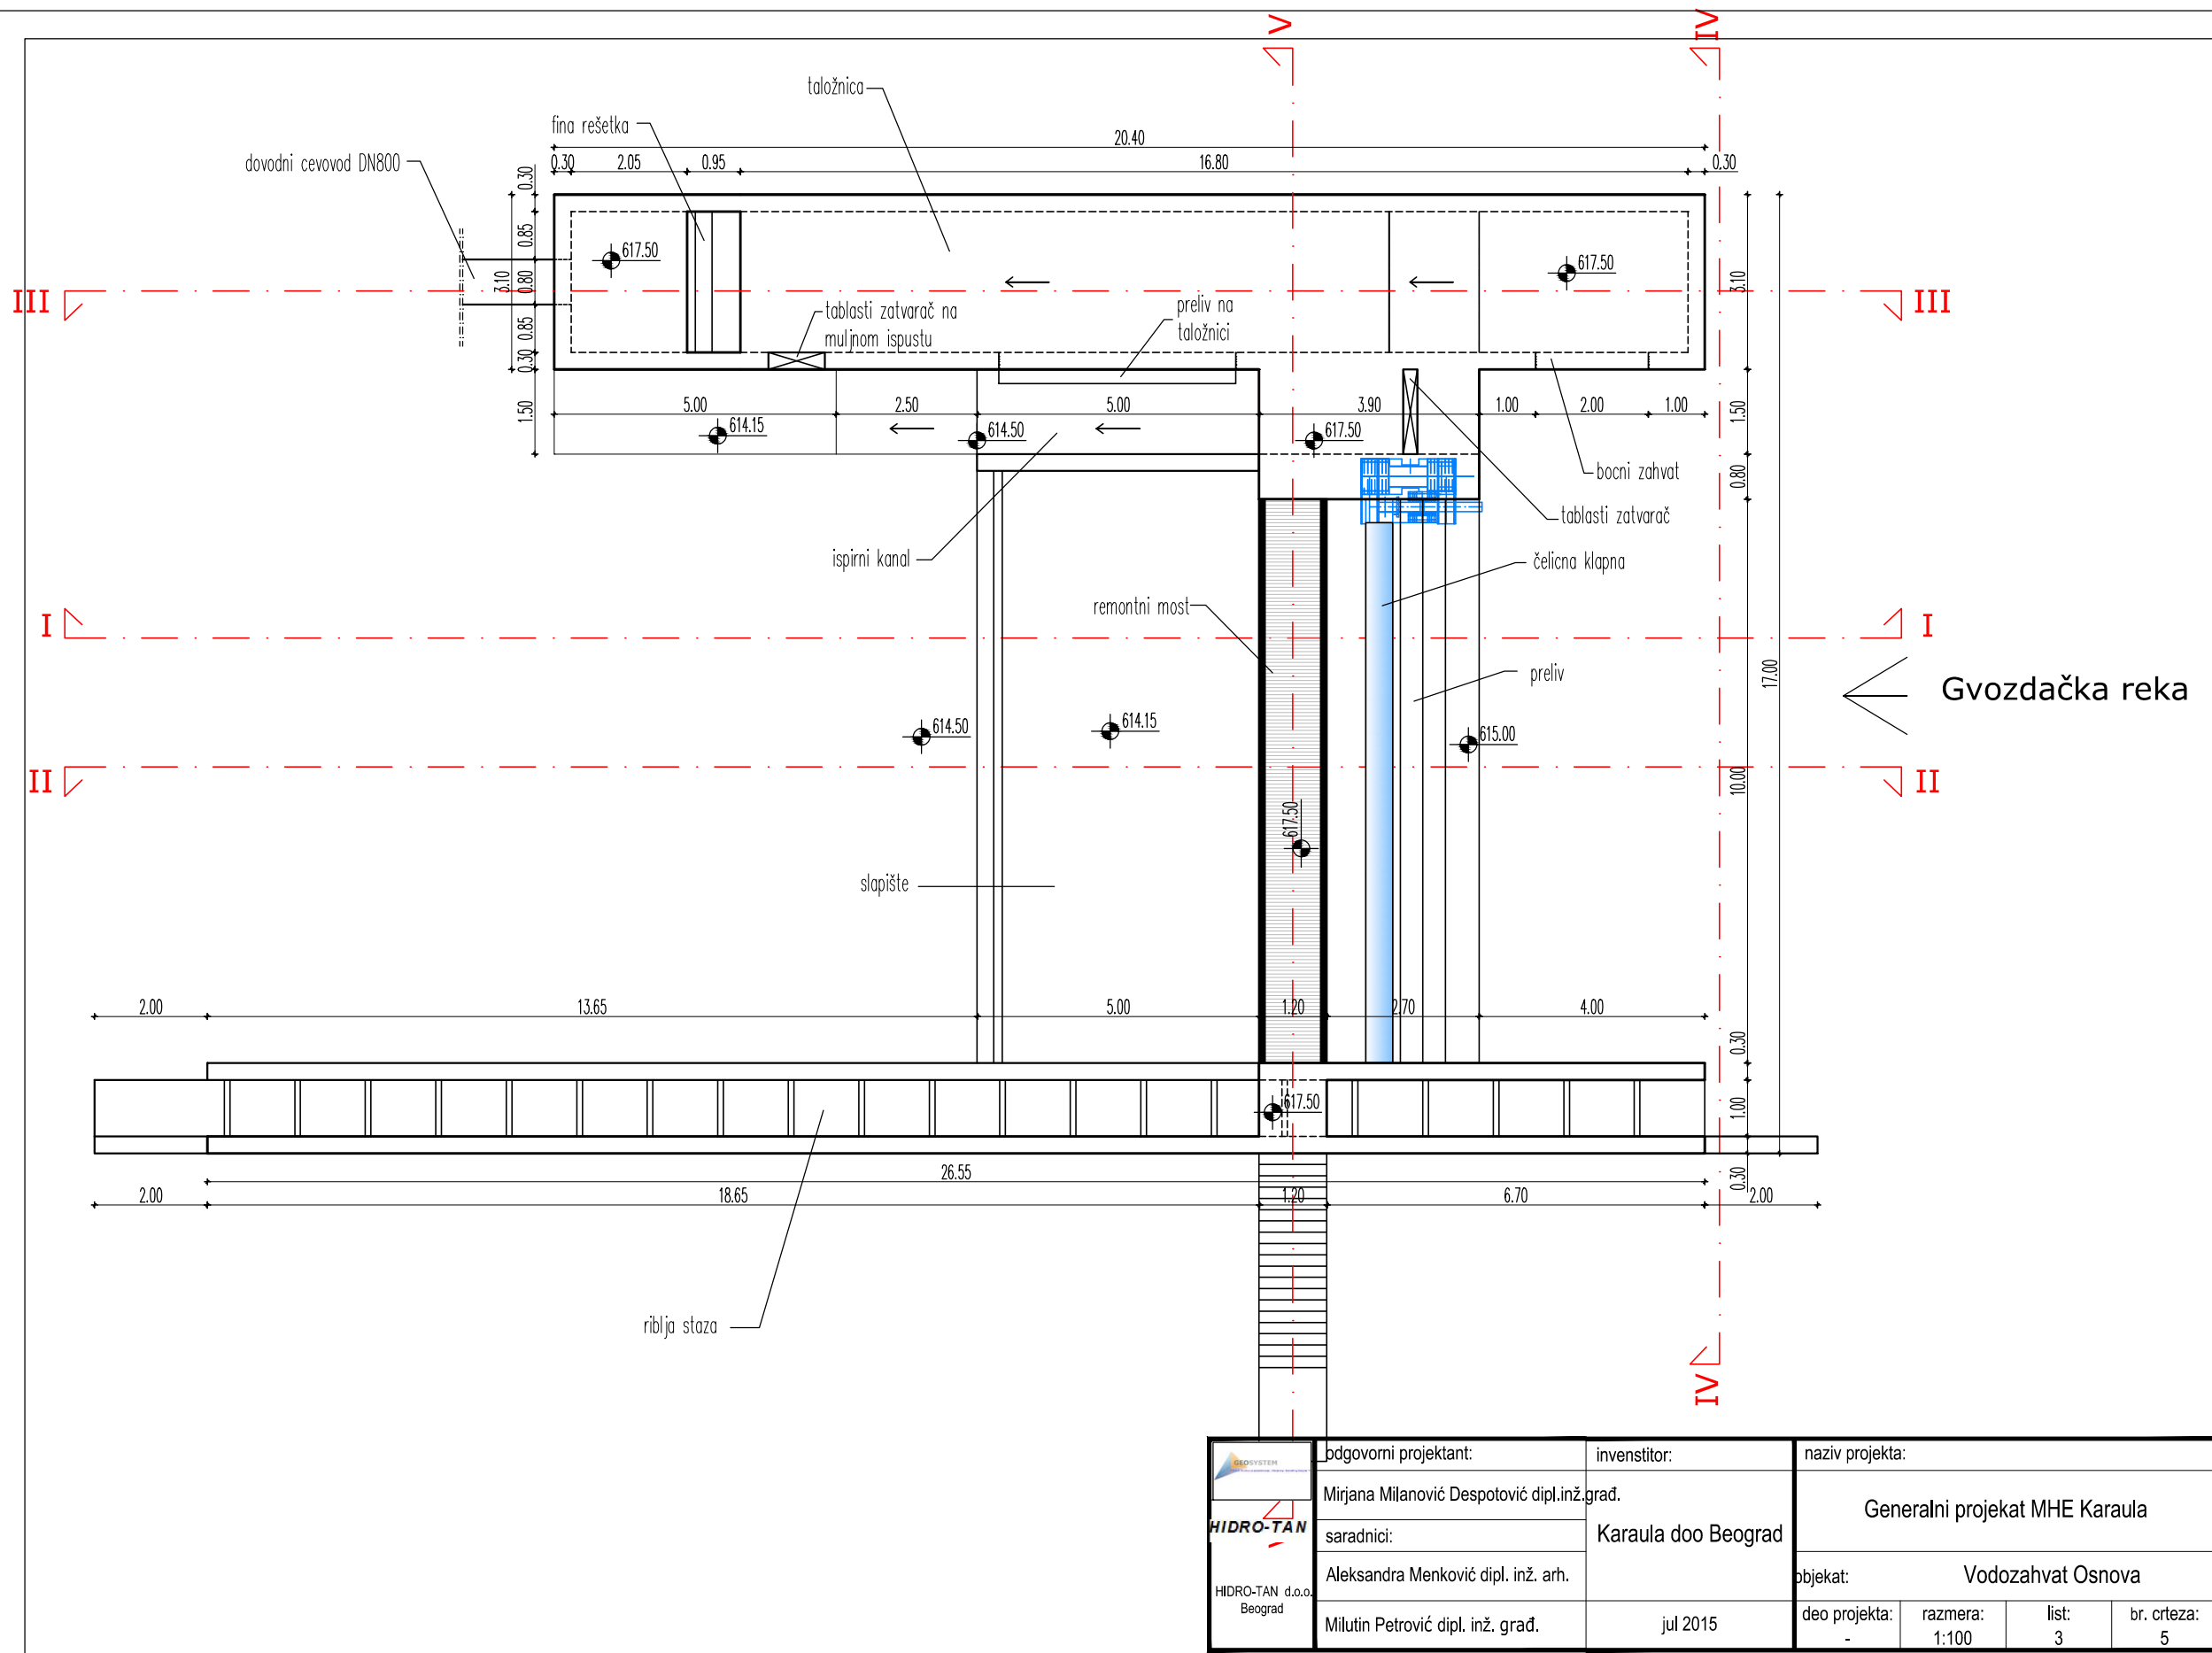 V
IV
taložnica
fina rešetka
20.40
dovodni cevovod DN800
0.30
2.05
0.95
16.80
0.30
0.30
0.85
0.80
0.85
0.30
3.10
1.50
617.50
617.50
III
III
3.10
tablasti zatvarač na
muljnom ispustu
preliv na
taložnici
5.00
2.50
5.00
3.90
1.00
2.00
1.00
1.50
614.15
614.50
617.50
bocni zahvat
0.80
tablasti zatvarač
ispirni kanal
čelicna klapna
remontni most
I
I
17.00
preliv
Gvozdačka reka
614.50
614.15
615.00
II
II
10.00
617.50
slapište
2.00
13.65
5.00
1.20
2.70
4.00
0.30
1.00
617.50
26.55
0.30
2.00
18.65
1.20
6.70
2.00
riblja staza
IV
V
GEOSYSTEM
HIDRO-TAN
HIDRO-TAN d.o.o.
Beograd
odgovorni projektant:
Mirjana Milanović Despotović dipl.inž.građ.
saradnici:
Aleksandra Menković dipl. inž. arh.
Milutin Petrović dipl. inž. građ.
invenstitor:
Karaula doo Beograd
jul 2015
naziv projekta:
Generalni projekat MHE Karaula
objekat:
Vodozahvat Osnova
deo projekta:
-
razmera:
1:100
list:
3
br. crteza:
5